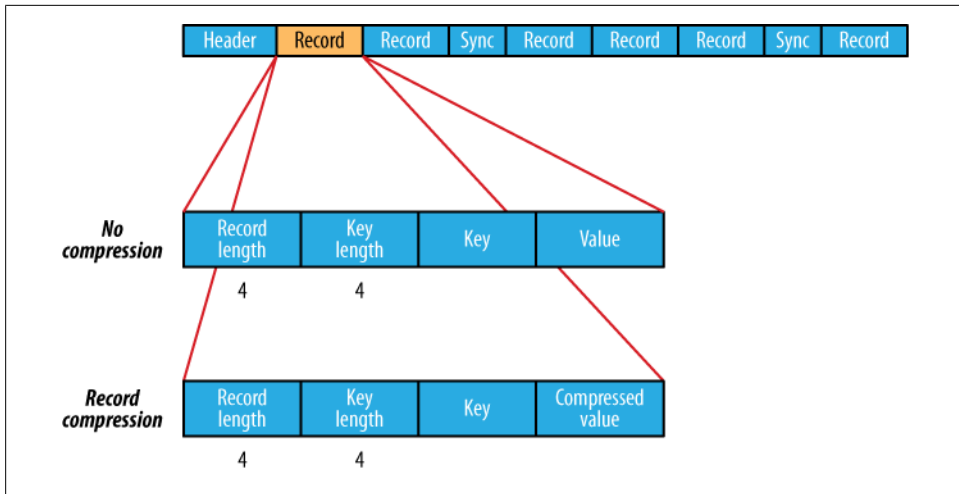 Header Record Record Sync Record Record Record Sync Record
No compression
Record length Key length Key Value
4 4
Record compression
Record length Key length Key Compressed value
4 4